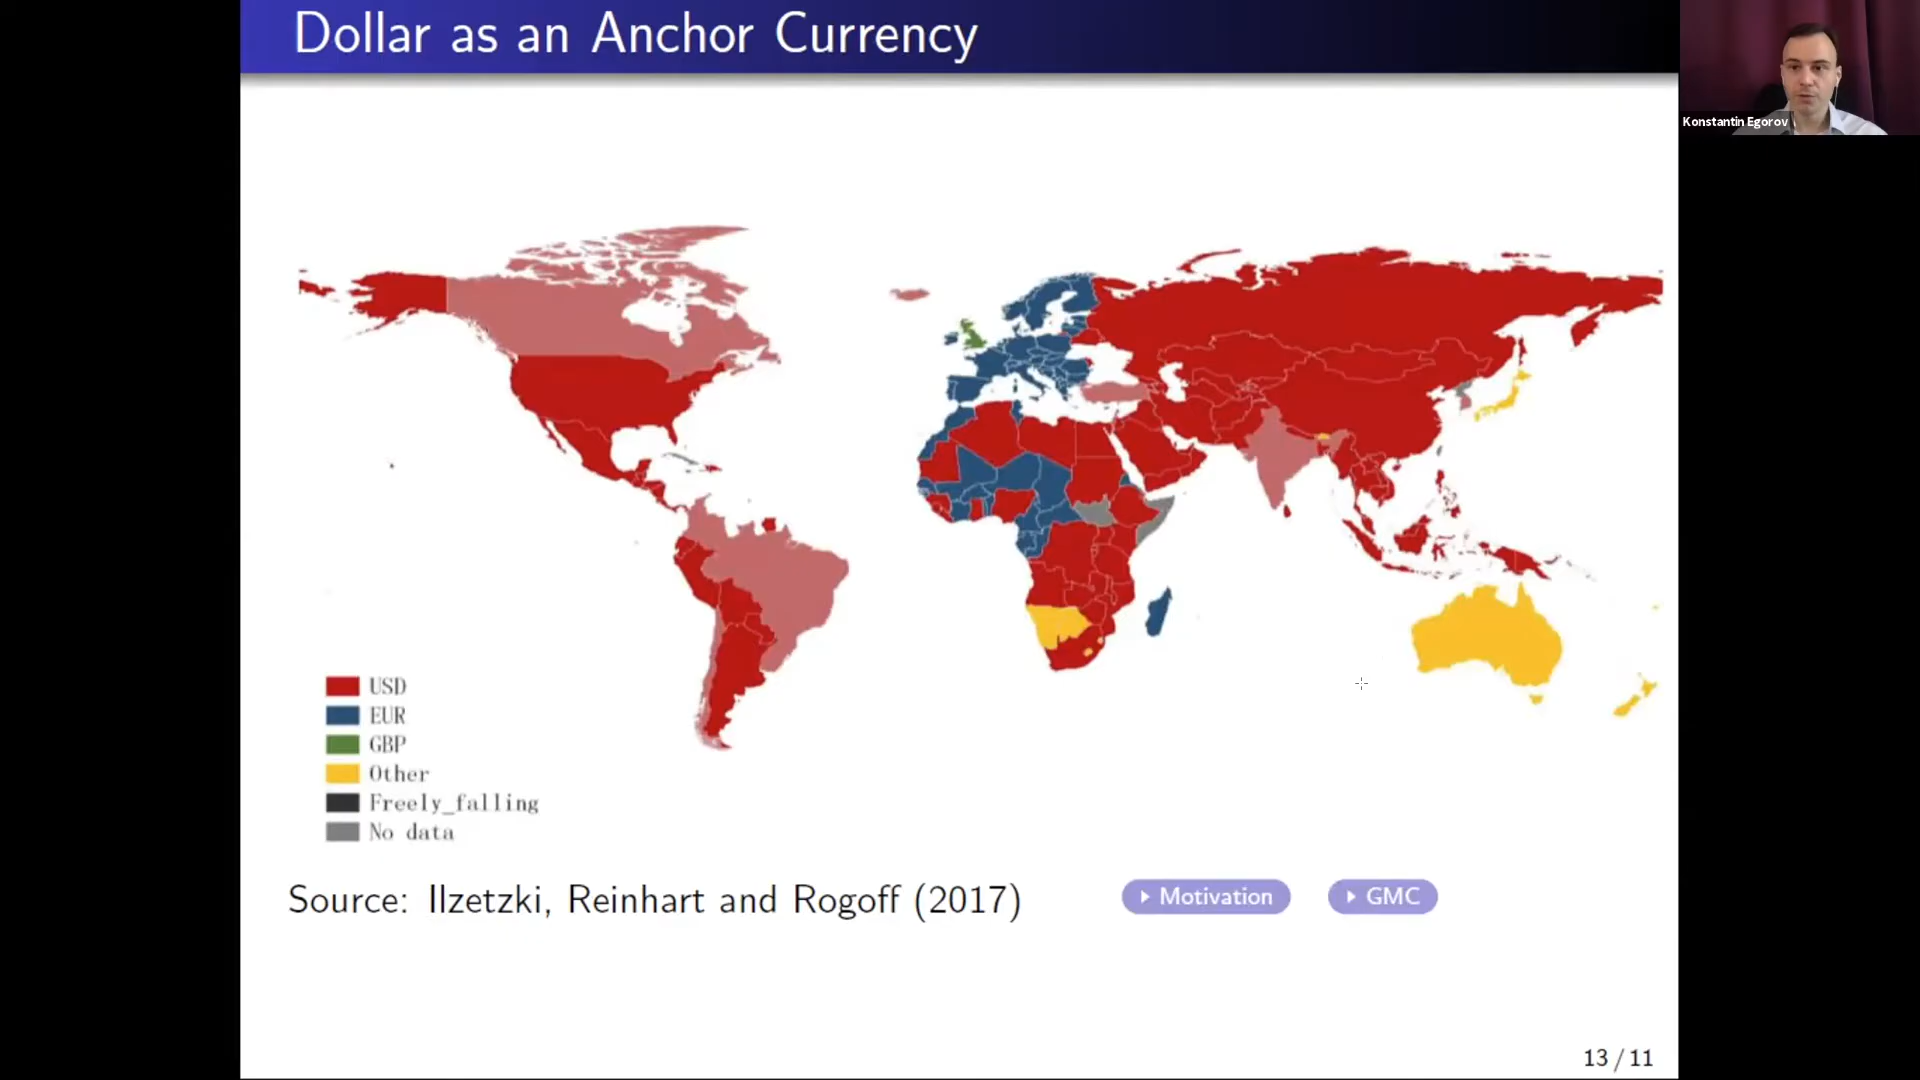 Dollar as an Anchor Currency
Konstantin Egorov
USD
EUR
GBP
Other
Freely_falling
No data
Source: Ilzetzki, Reinhart and Rogoff (2017)
Motivation
GMC
13 / 11